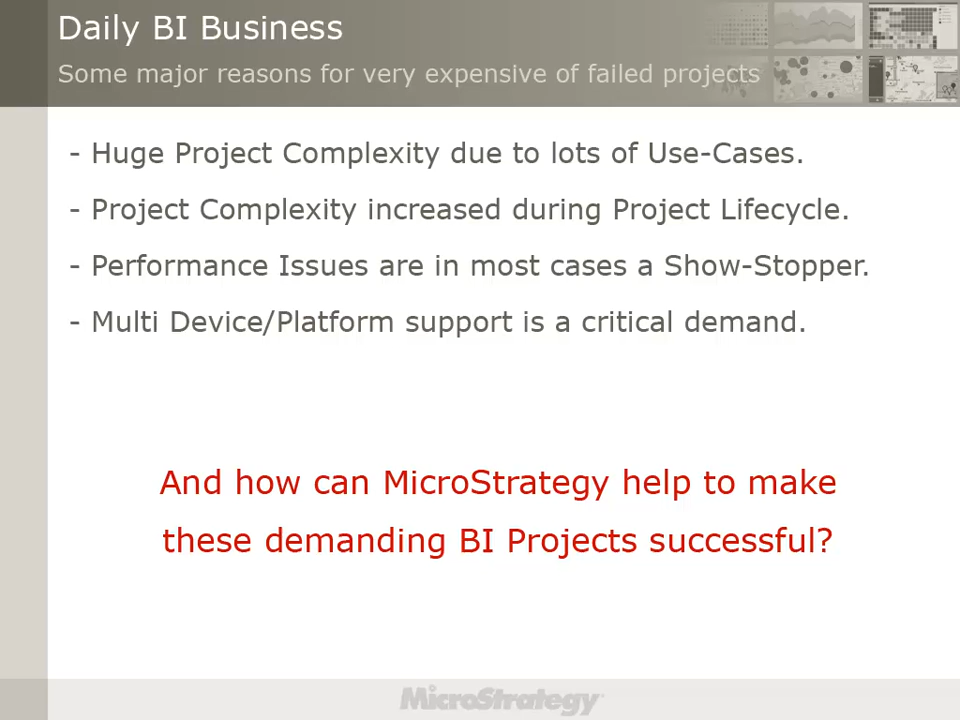 Daily BI Business
Some major reasons for very expensive of failed projects
- Huge Project Complexity due to lots of Use-Cases.
- Project Complexity increased during Project Lifecycle.
- Performance Issues are in most cases a Show-Stopper.
- Multi Device/Platform support is a critical demand.
And how can MicroStrategy help to make
these demanding BI Projects successful?
MicroStrategy